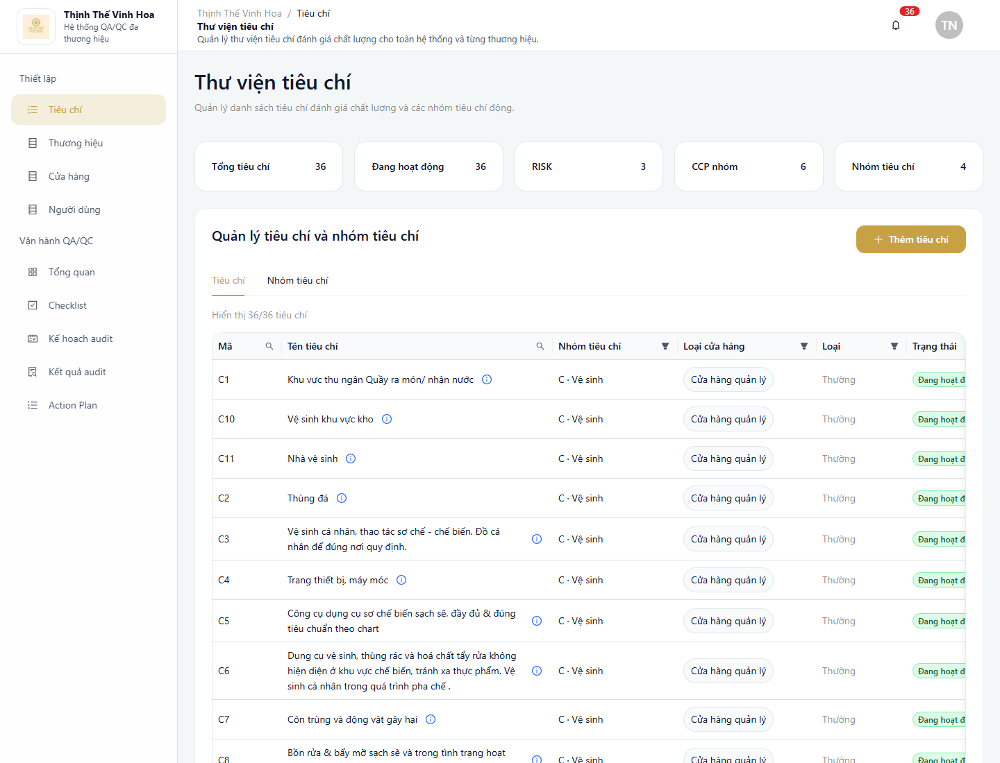 Thịnh Thế Vinh Hoa
Hệ thống QA/QC đa
thương hiệu
Thiết lập
Tiêu chí
Thương hiệu
Cửa hàng
Người dùng
Vận hành QA/QC
Tổng quan
Checklist
Kế hoạch audit
Kết quả audit
Action Plan
Thịnh Thế Vinh Hoa / Tiêu chí
Thư viện tiêu chí
Quản lý thư viện tiêu chí đánh giá chất lượng cho toàn hệ thống và từng thương hiệu.
36
TN
Thư viện tiêu chí
Quản lý danh sách tiêu chí đánh giá chất lượng và các nhóm tiêu chí động.
Tổng tiêu chí 36
Đang hoạt động 36
RISK 3
CCP nhóm 6
Nhóm tiêu chí 4
Quản lý tiêu chí và nhóm tiêu chí
Thêm tiêu chí
Tiêu chí Nhóm tiêu chí
Hiển thị 36/36 tiêu chí
Mã Tên tiêu chí Nhóm tiêu chí Loại cửa hàng Loại Trạng thái
C1 Khu vực thu ngân Quầy ra món/ nhận nước C · Vệ sinh Cửa hàng quản lý Thường Đang hoạt đ
C10 Vệ sinh khu vực kho C · Vệ sinh Cửa hàng quản lý Thường Đang hoạt đ
C11 Nhà vệ sinh C · Vệ sinh Cửa hàng quản lý Thường Đang hoạt đ
C2 Thùng đá C · Vệ sinh Cửa hàng quản lý Thường Đang hoạt đ
C3 Vệ sinh cá nhân, thao tác sơ chế - chế biến. Đồ cá
nhân để đúng nơi quy định. C · Vệ sinh Cửa hàng quản lý Thường Đang hoạt đ
C4 Trang thiết bị, máy móc C · Vệ sinh Cửa hàng quản lý Thường Đang hoạt đ
C5 Công cụ dụng cụ sơ chế biến sạch sẽ, đầy đủ & đúng
tiêu chuẩn theo chart C · Vệ sinh Cửa hàng quản lý Thường Đang hoạt đ
C6 Dụng cụ vệ sinh, thùng rác và hoá chất tẩy rửa không
hiện diện ở khu vực chế biến, tránh xa thực phẩm. Vệ
sinh cá nhân trong quá trình pha chế . C · Vệ sinh Cửa hàng quản lý Thường Đang hoạt đ
C7 Côn trùng và động vật gây hại C · Vệ sinh Cửa hàng quản lý Thường Đang hoạt đ
C8 Bồn rửa & bẩy mỡ sạch sẽ và trong tình trạng hoạt
C · Vệ sinh Cửa hàng quản lý Thường Đang hoạt đ